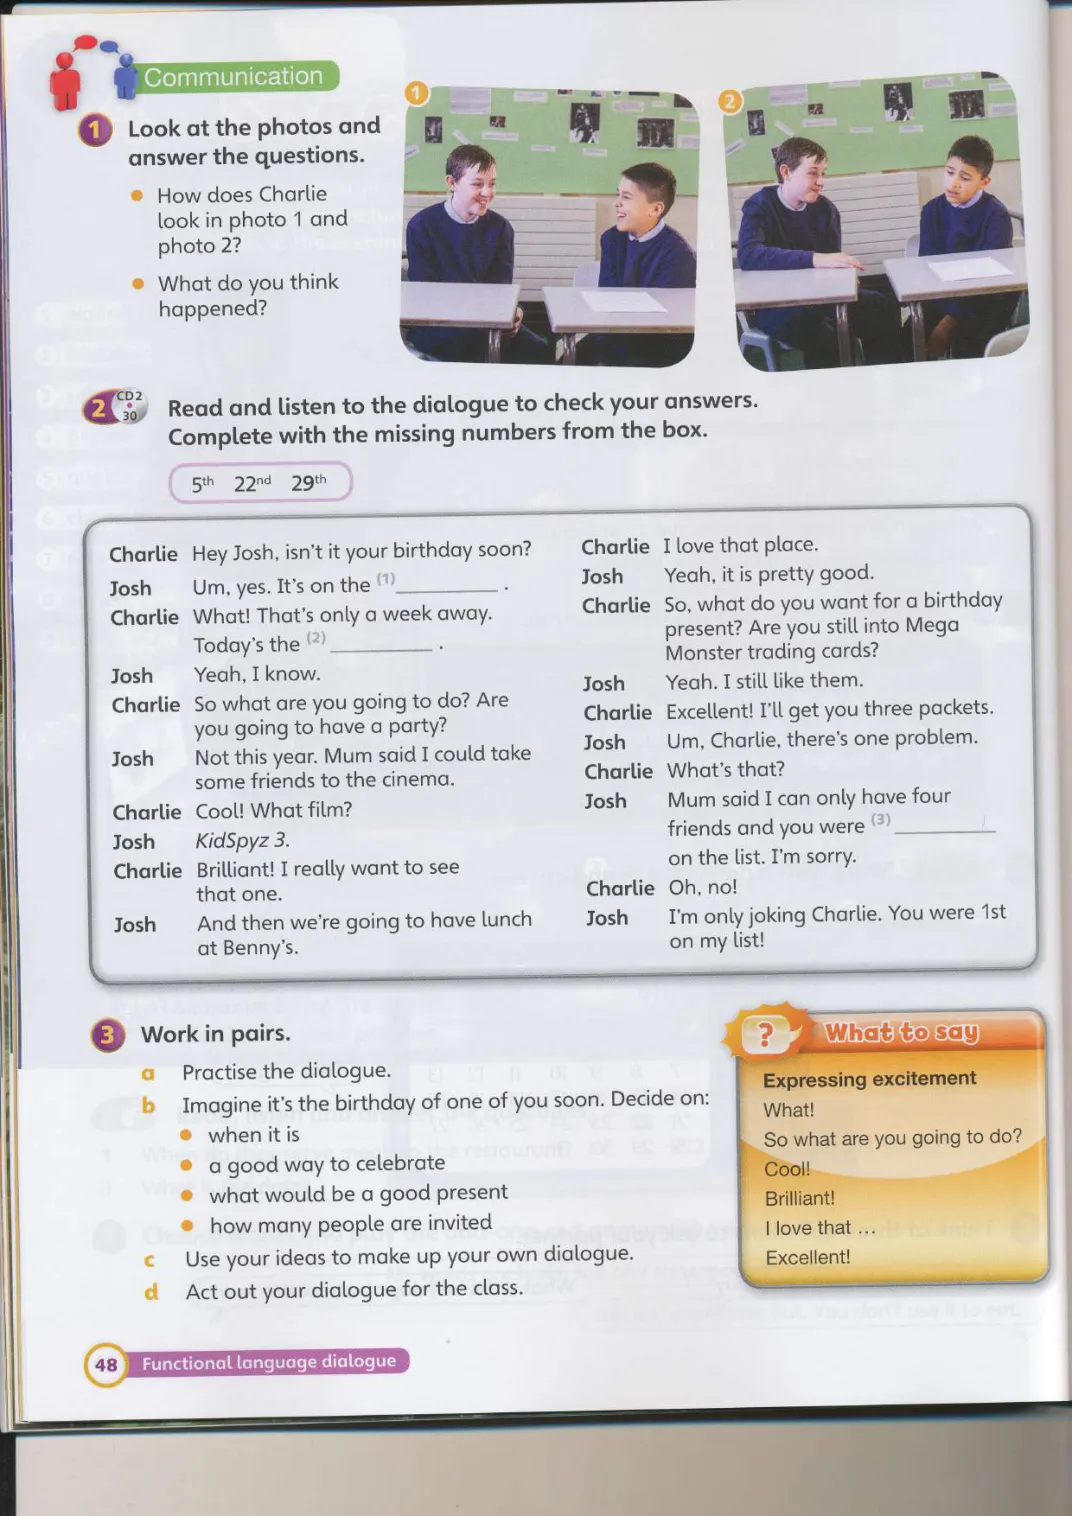 Communication
1 Look at the photos and
answer the questions.
• How does Charlie
look in photo 1 and
photo 2?
• What do you think
happened?
1
2
2 CD2 • 30 Read and listen to the dialogue to check your answers.
Complete with the missing numbers from the box.
5th 22nd 29th
Charlie Hey Josh, isn't it your birthday soon?
Josh Um, yes. It's on the (1)__________ .
Charlie What! That's only a week away.
Today's the (2) __________ .
Josh Yeah, I know.
Charlie So what are you going to do? Are
you going to have a party?
Josh Not this year. Mum said I could take
some friends to the cinema.
Charlie Cool! What film?
Josh KidSpyz 3.
Charlie Brilliant! I really want to see
that one.
Josh And then we're going to have lunch
at Benny's.
Charlie I love that place.
Josh Yeah, it is pretty good.
Charlie So, what do you want for a birthday
present? Are you still into Mega
Monster trading cards?
Josh Yeah. I still like them.
Charlie Excellent! I'll get you three packets.
Josh Um, Charlie, there's one problem.
Charlie What's that?
Josh Mum said I can only have four
friends and you were (3) __________
on the list. I'm sorry.
Charlie Oh, no!
Josh I'm only joking Charlie. You were 1st
on my list!
3 Work in pairs.
a Practise the dialogue.
b Imagine it's the birthday of one of you soon. Decide on:
• when it is
• a good way to celebrate
• what would be a good present
• how many people are invited
c Use your ideas to make up your own dialogue.
d Act out your dialogue for the class.
? What to say
Expressing excitement
What!
So what are you going to do?
Cool!
Brilliant!
I love that ...
Excellent!
48 Functional language dialogue